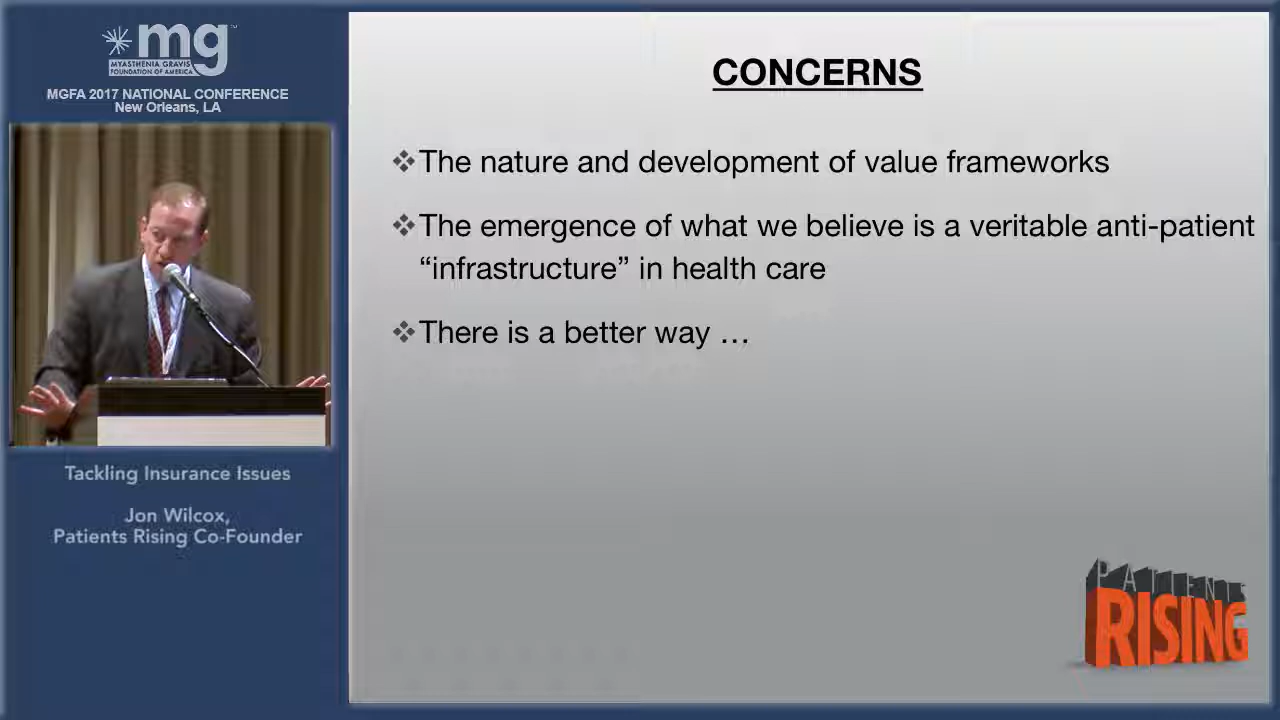 mg
MYASTHENIA GRAVIS
FOUNDATION OF AMERICA
MGFA 2017 NATIONAL CONFERENCE
New Orleans, LA
Tackling Insurance Issues
Jon Wilcox,
Patients Rising Co-Founder
CONCERNS
❖The nature and development of value frameworks
❖The emergence of what we believe is a veritable anti-patient
“infrastructure” in health care
❖There is a better way …
PATIENTS
RISING